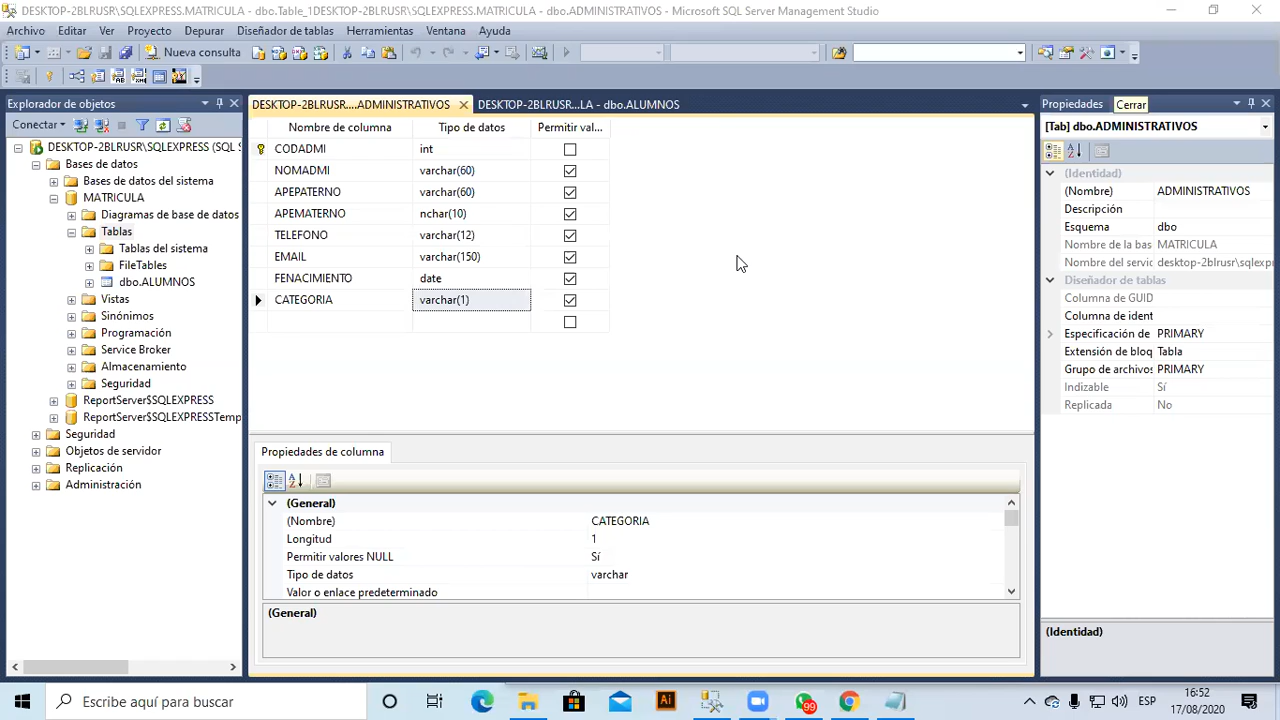 DESKTOP-2BLRUSR\SQLEXPRESS.MATRICULA - dbo.Table_1DESKTOP-2BLRUSR\SQLEXPRESS.MATRICULA - dbo.ADMINISTRATIVOS - Microsoft SQL Server Management Studio
Archivo Editar Ver Proyecto Depurar Diseñador de tablas Herramientas Ventana Ayuda
Nueva consulta
Explorador de objetos
Conectar
DESKTOP-2BLRUSR\SQLEXPRESS (SQL S
Bases de datos
Bases de datos del sistema
MATRICULA
Diagramas de base de datos
Tablas
Tablas del sistema
FileTables
dbo.ALUMNOS
Vistas
Sinónimos
Programación
Service Broker
Almacenamiento
Seguridad
ReportServer$SQLEXPRESS
ReportServer$SQLEXPRESSTemp
Seguridad
Objetos de servidor
Replicación
Administración
DESKTOP-2BLRUSR....ADMINISTRATIVOS
DESKTOP-2BLRUSR...LA - dbo.ALUMNOS
Nombre de columna Tipo de datos Permitir val...
CODADMI int
NOMADMI varchar(60)
APEPATERNO varchar(60)
APEMATERNO nchar(10)
TELEFONO varchar(12)
EMAIL varchar(150)
FENACIMIENTO date
CATEGORIA varchar(1)
Propiedades de columna
(General)
(Nombre) CATEGORIA
Longitud 1
Permitir valores NULL Sí
Tipo de datos varchar
Valor o enlace predeterminado
(General)
Propiedades Cerrar
[Tab] dbo.ADMINISTRATIVOS
(Identidad)
(Nombre) ADMINISTRATIVOS
Descripción
Esquema dbo
Nombre de la bas MATRICULA
Nombre del servic desktop-2blrusr\sqlexpre
Diseñador de tablas
Columna de GUID
Columna de ident
Especificación de PRIMARY
Extensión de bloq Tabla
Grupo de archivos PRIMARY
Indizable Sí
Replicada No
(Identidad)
Escribe aquí para buscar
Ai
99
ESP
16:52
17/08/2020